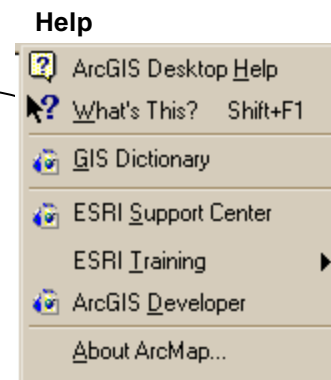 Help
ArcGIS Desktop Help
What's This? Shift+F1
GIS Dictionary
ESRI Support Center
ESRI Training
ArcGIS Developer
About ArcMap...